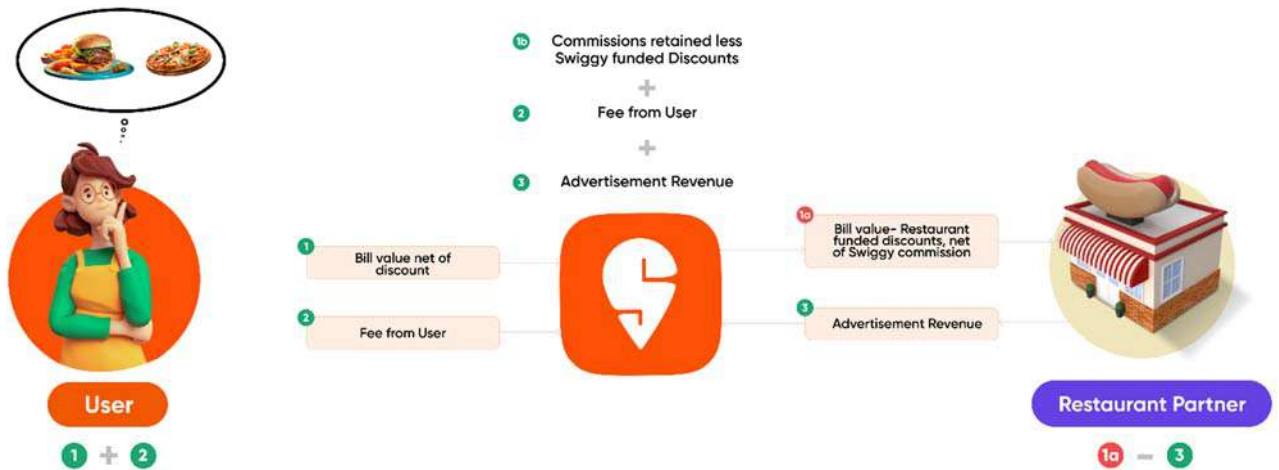 1b Commissions retained less
Swiggy funded Discounts
+
2 Fee from User
+
3 Advertisement Revenue
1 Bill value net of
discount
1a Bill value- Restaurant
funded discounts, net
of Swiggy commission
2 Fee from User
3 Advertisement Revenue
User
Restaurant Partner
1 + 2
1a - 3